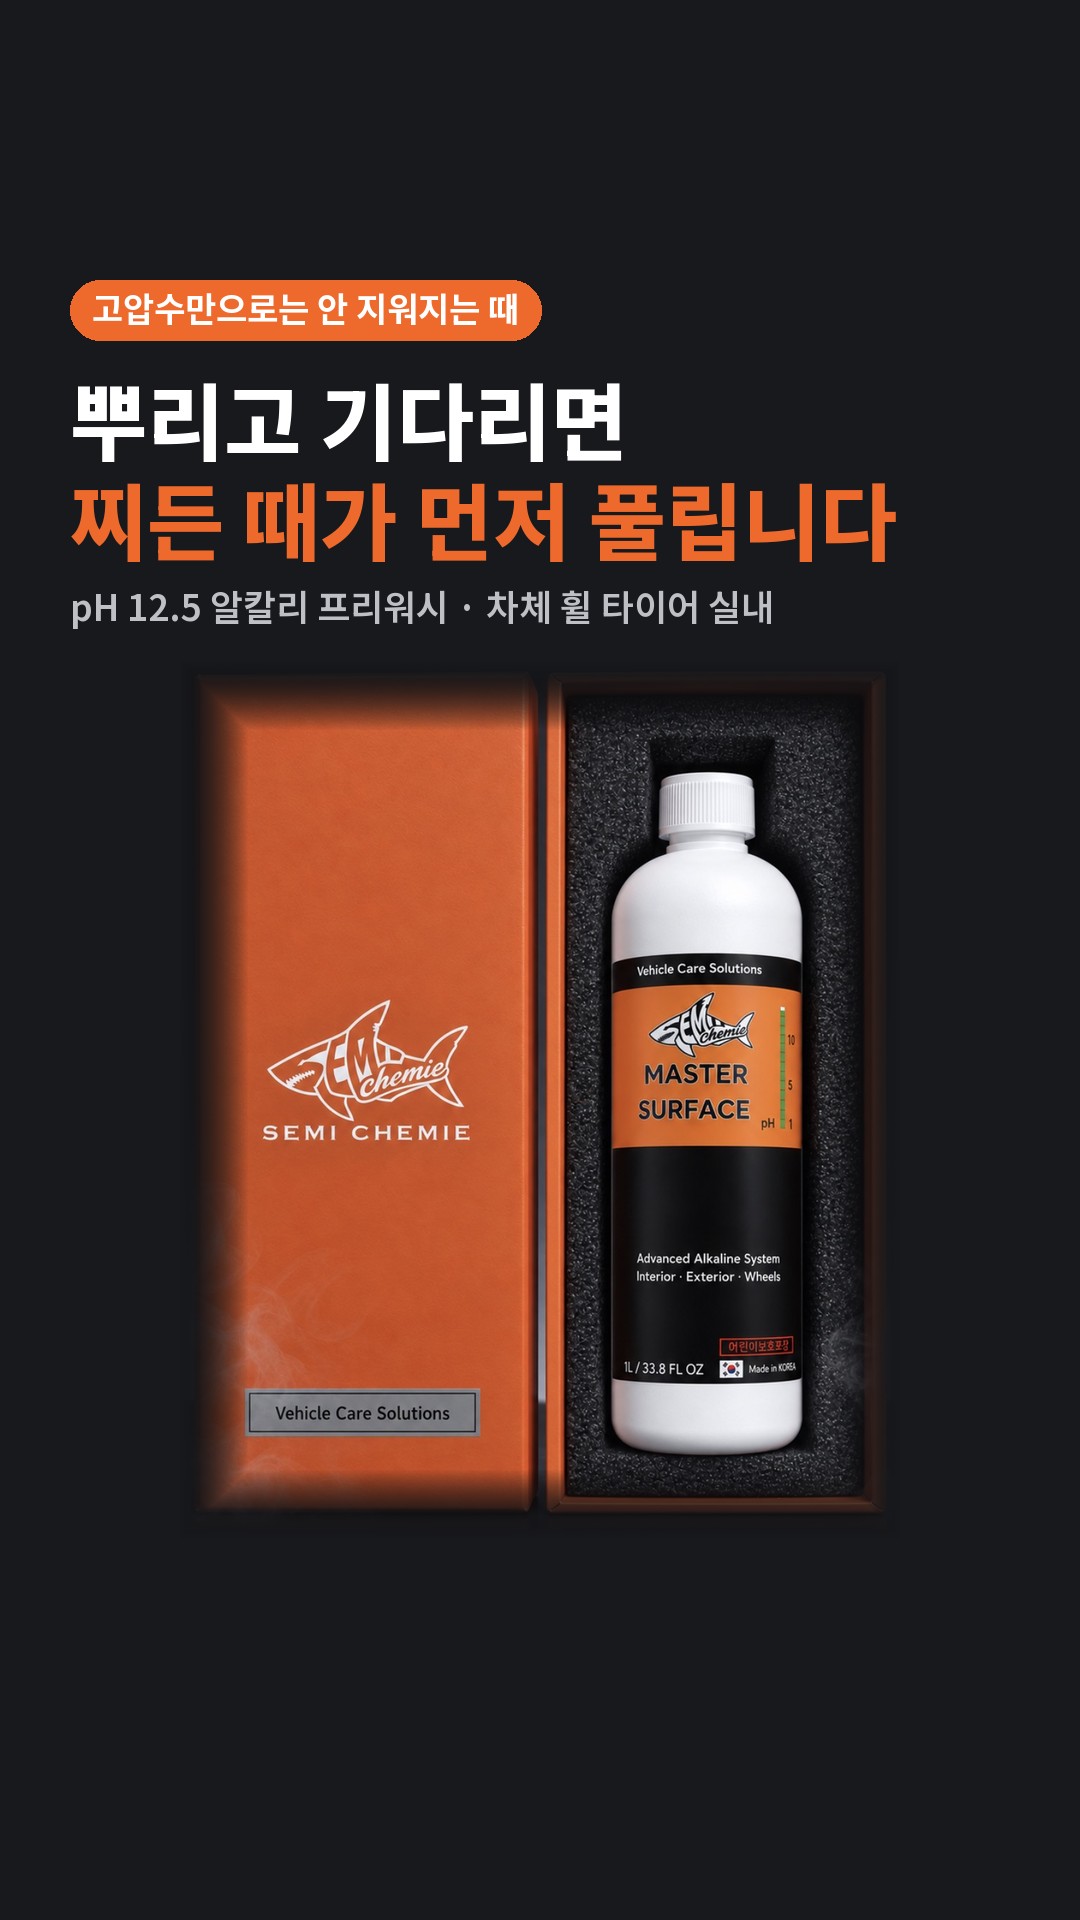 고압수만으로는 안 지워지는 때
뿌리고 기다리면
찌든 때가 먼저 풀립니다
pH 12.5 알칼리 프리워시 · 차체 휠 타이어 실내
SEMI
Chemie
SEMI CHEMIE
Vehicle Care Solutions
Vehicle Care Solutions
SEMI
Chemie
MASTER
SURFACE
10
5
pH 1
Advanced Alkaline System
Interior · Exterior · Wheels
어린이보호포장
1L / 33.8 FL OZ
Made in KOREA